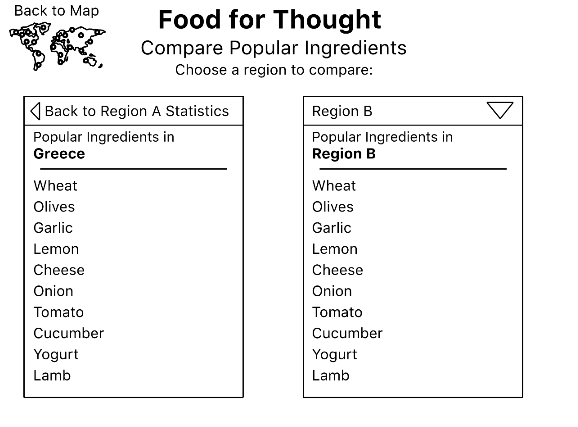 Back to Map
Food for Thought
Compare Popular Ingredients
Choose a region to compare:
Back to Region A Statistics
Popular Ingredients in
Greece
Wheat
Olives
Garlic
Lemon
Cheese
Onion
Tomato
Cucumber
Yogurt
Lamb
Region B
Popular Ingredients in
Region B
Wheat
Olives
Garlic
Lemon
Cheese
Onion
Tomato
Cucumber
Yogurt
Lamb